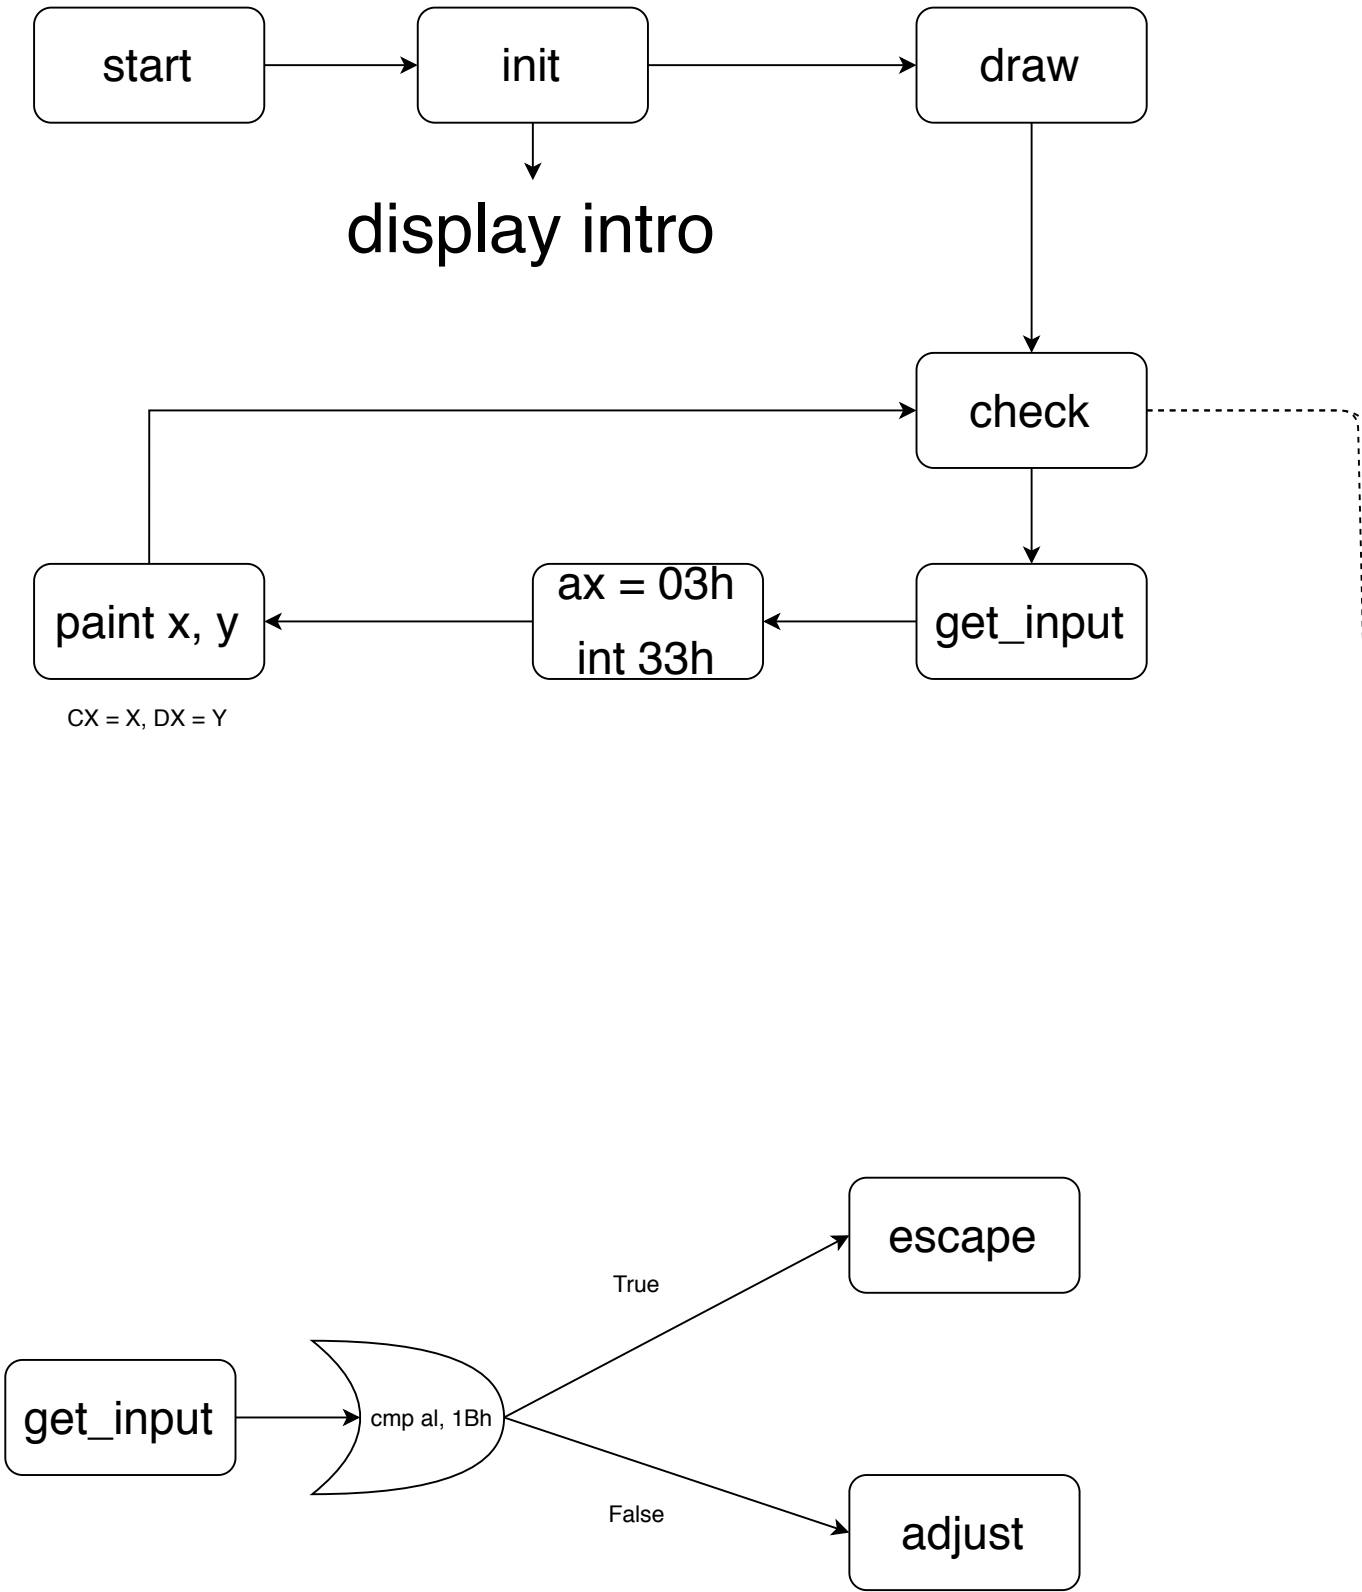 start
init
draw
display intro
check
paint x, y
ax = 03h
int 33h
get_input
CX = X, DX = Y
escape
True
get_input
cmp al, 1Bh
False
adjust